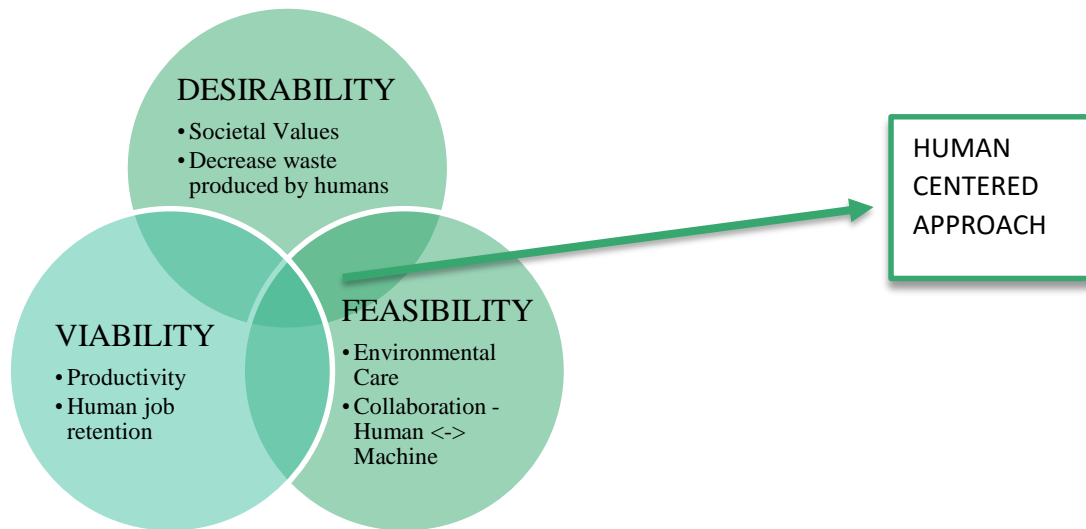 DESIRABILITY
• Societal Values
• Decrease waste
produced by humans
HUMAN
CENTERED
APPROACH
VIABILITY
• Productivity
• Human job
retention
FEASIBILITY
• Environmental
Care
• Collaboration -
Human <->
Machine